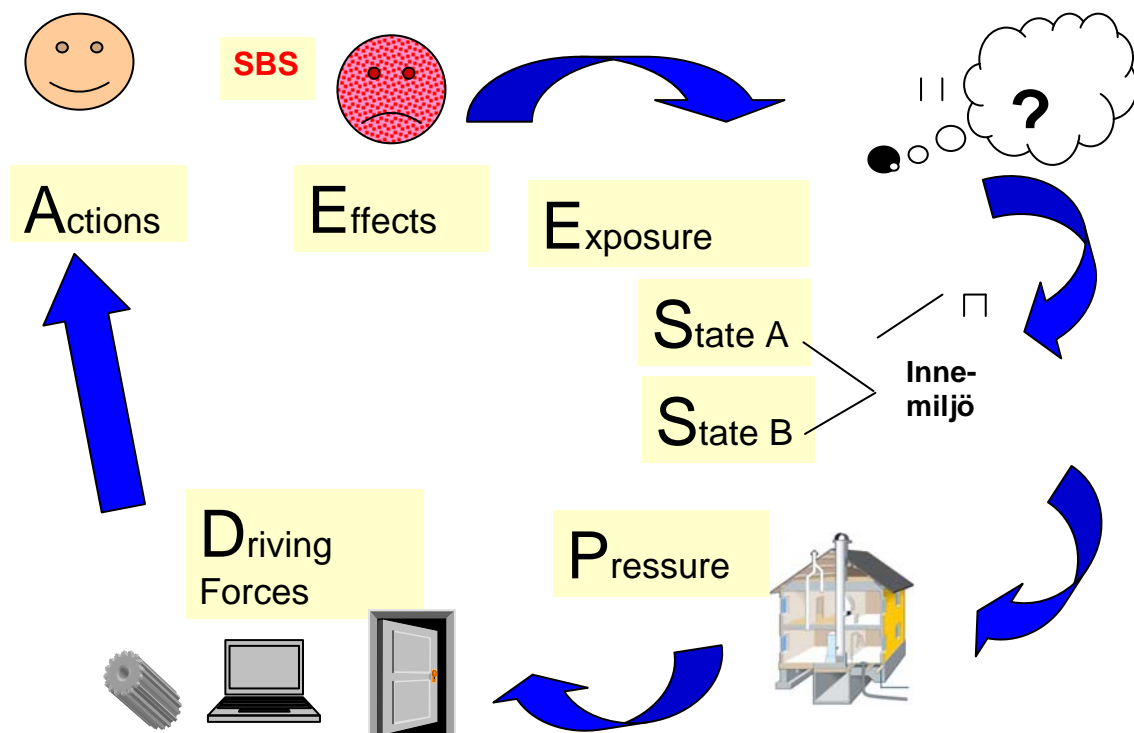 SBS
?
Actions
Effects
Exposure
State A
State B
Inne-
miljö
Driving
Forces
Pressure